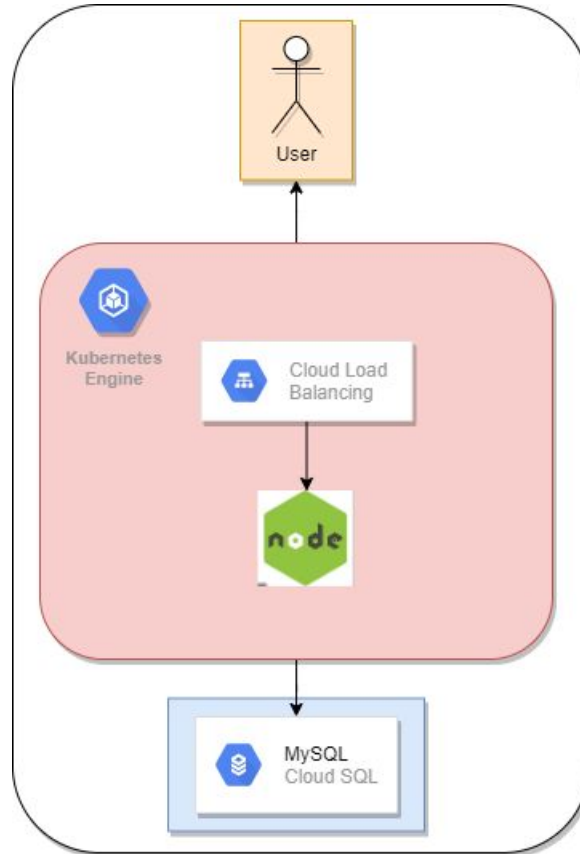 User
Kubernetes
Engine
Cloud Load
Balancing
node
MySQL
Cloud SQL